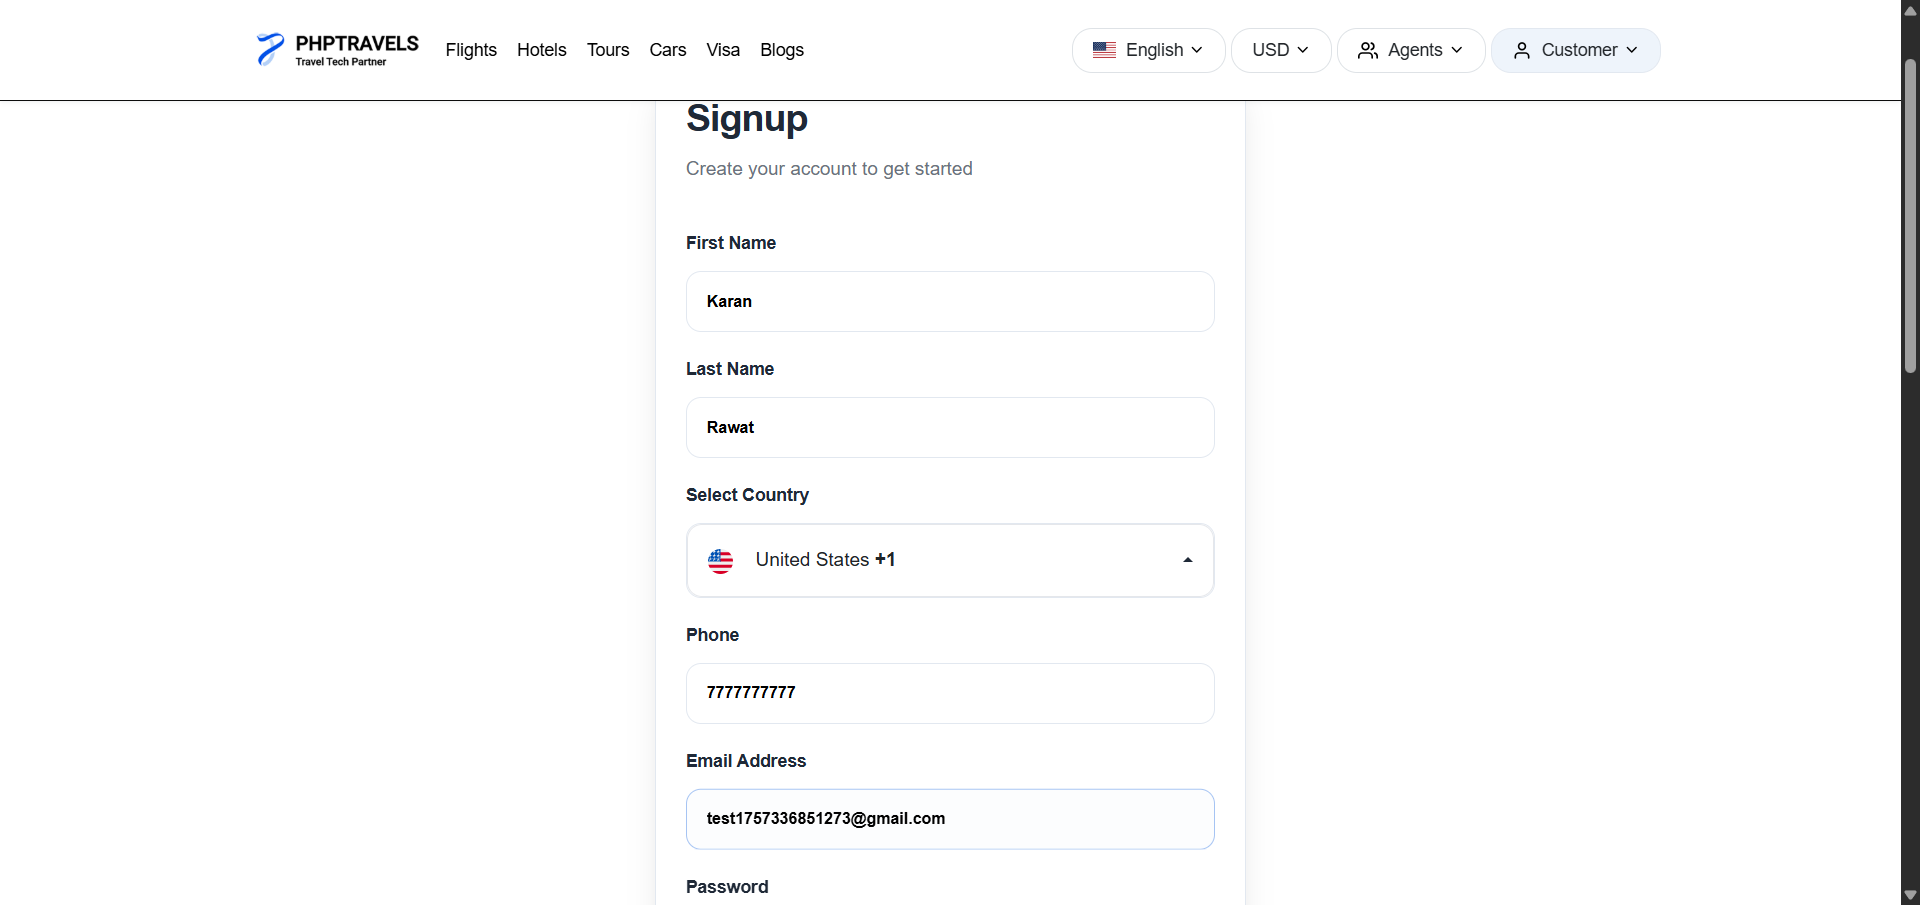 PHPTRAVELS
Travel Tech Partner
Flights Hotels Tours Cars Visa Blogs
English USD Agents Customer
Signup
Create your account to get started
First Name
Karan
Last Name
Rawat
Select Country
United States +1
Phone
7777777777
Email Address
test1757336851273@gmail.com
Password